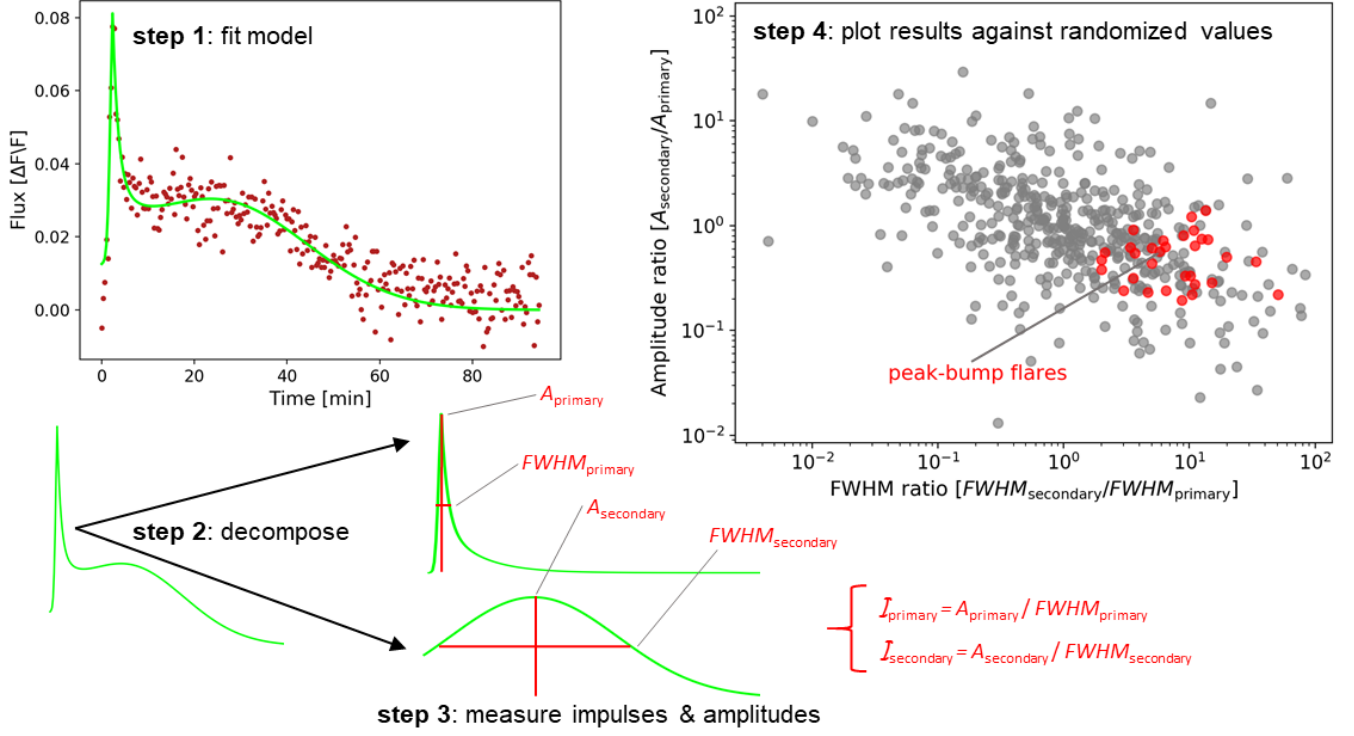 step 1: fit model
0.08
0.06
0.04
0.02
0.00
Flux [ΔF\F]
0
20
40
60
80
Time [min]
step 4: plot results against randomized values
10²
10¹
10⁰
10⁻¹
10⁻²
Amplitude ratio [A_secondary/A_primary]
peak-bump flares
10⁻²
10⁻¹
10⁰
10¹
10²
FWHM ratio [FWHM_secondary/FWHM_primary]
step 2: decompose
A_primary
FWHM_primary
A_secondary
FWHM_secondary
ℐ_primary = A_primary / FWHM_primary
ℐ_secondary = A_secondary / FWHM_secondary
step 3: measure impulses & amplitudes